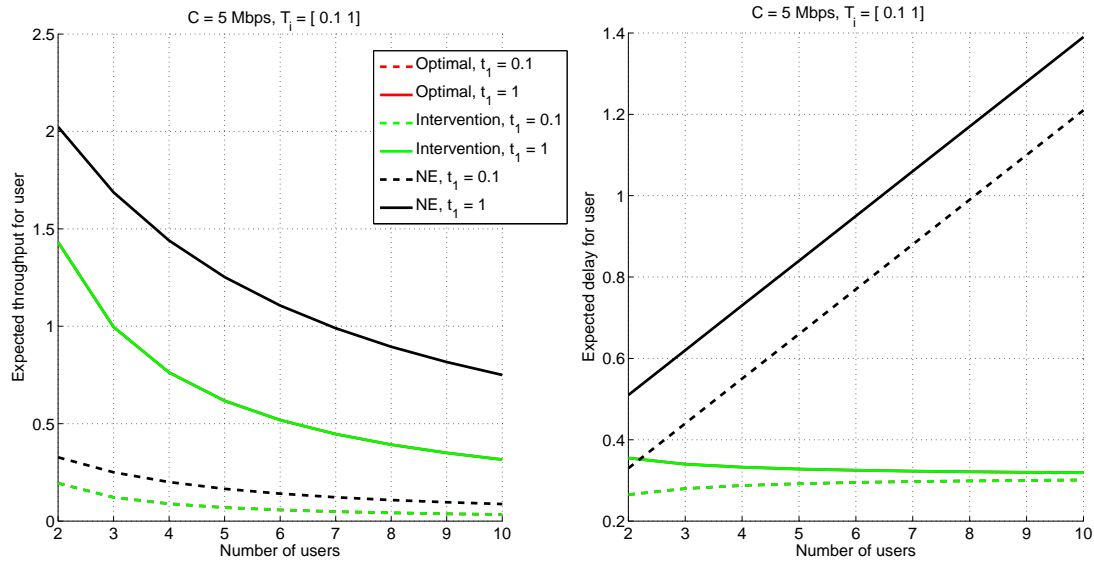 C = 5 Mbps, T_i = [ 0.1 1]
2.5
2
1.5
1
0.5
0
2 3 4 5 6 7 8 9 10
Expected throughput for user
Number of users
Optimal, t_1 = 0.1
Optimal, t_1 = 1
Intervention, t_1 = 0.1
Intervention, t_1 = 1
NE, t_1 = 0.1
NE, t_1 = 1
C = 5 Mbps, T_i = [ 0.1 1]
1.4
1.2
1
0.8
0.6
0.4
0.2
2 3 4 5 6 7 8 9 10
Expected delay for user
Number of users